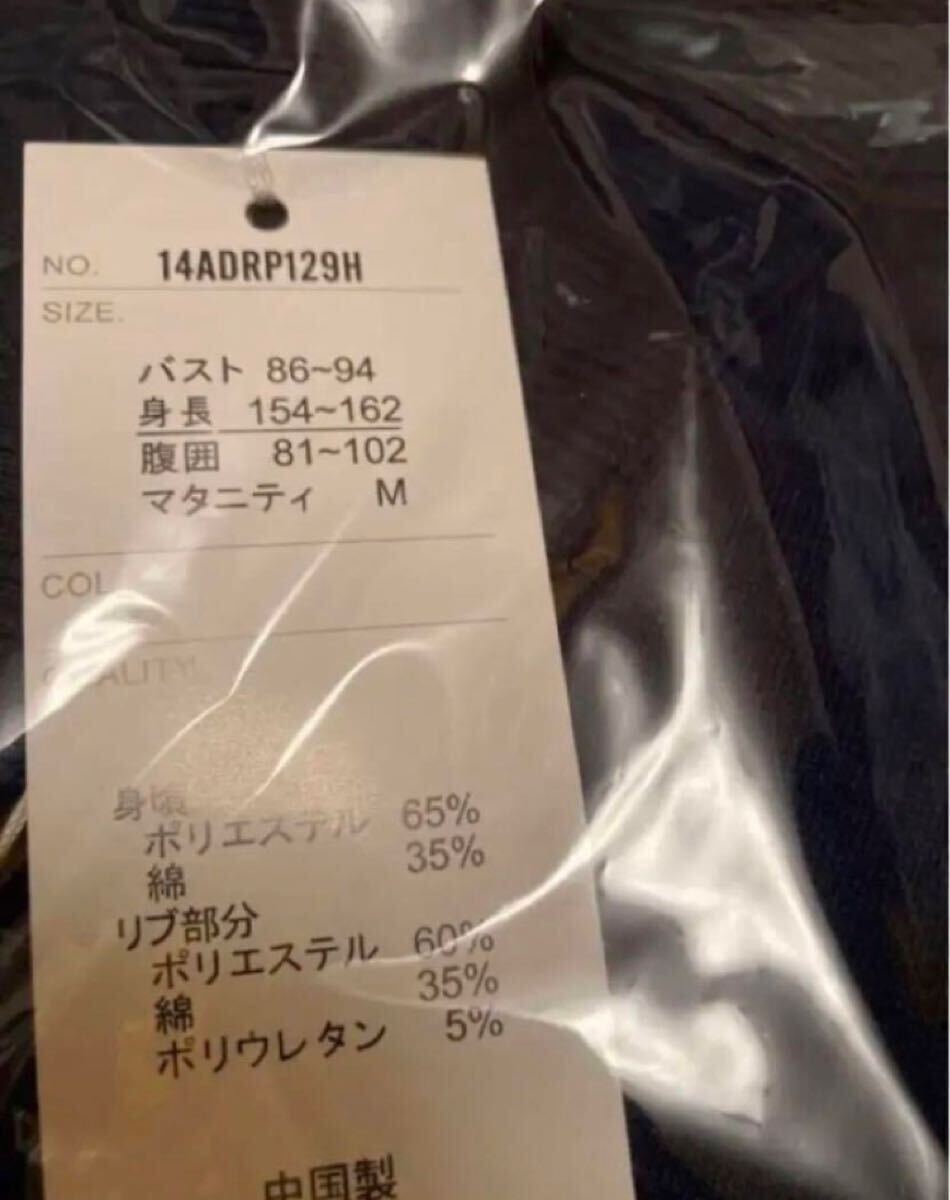 NO. 14ADRP129H
SIZE.
バスト 86~94
身長 154~162
腹囲 81~102
マタニティ M
COL
QUALITY
身頃
ポリエステル 65%
綿 35%
リブ部分
ポリエステル 60%
綿 35%
ポリウレタン 5%
中国製